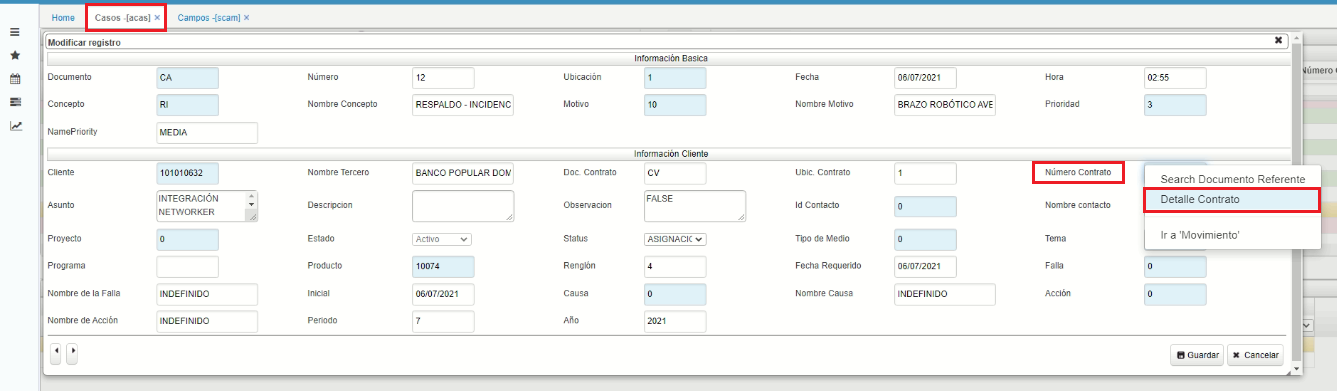 Home Casos -[acas] × Campos -[scam] ×
Modificar registro ×
Información Basica
Documento CA Número 12 Ubicación 1 Fecha 06/07/2021 Hora 02:55
Concepto RI Nombre Concepto RESPALDO - INCIDENC Motivo 10 Nombre Motivo BRAZO ROBÓTICO AVE Prioridad 3
NamePriority MEDIA
Información Cliente
Cliente 101010632 Nombre Tercero BANCO POPULAR DOM Doc. Contrato CV Ubic. Contrato 1 Número Contrato
Asunto INTEGRACIÓN NETWORKER Descripcion Observacion FALSE Id Contacto 0 Nombre contacto
Proyecto 0 Estado Activo Status ASIGNACIC Tipo de Medio 0 Tema
Programa Producto 10074 Renglón 4 Fecha Requerido 06/07/2021 Falla 0
Nombre de la Falla INDEFINIDO Inicial 06/07/2021 Causa 0 Nombre Causa INDEFINIDO Acción 0
Nombre de Acción INDEFINIDO Periodo 7 Año 2021
Guardar × Cancelar
Search Documento Referente
Detalle Contrato
Ir a 'Movimiento'
Número